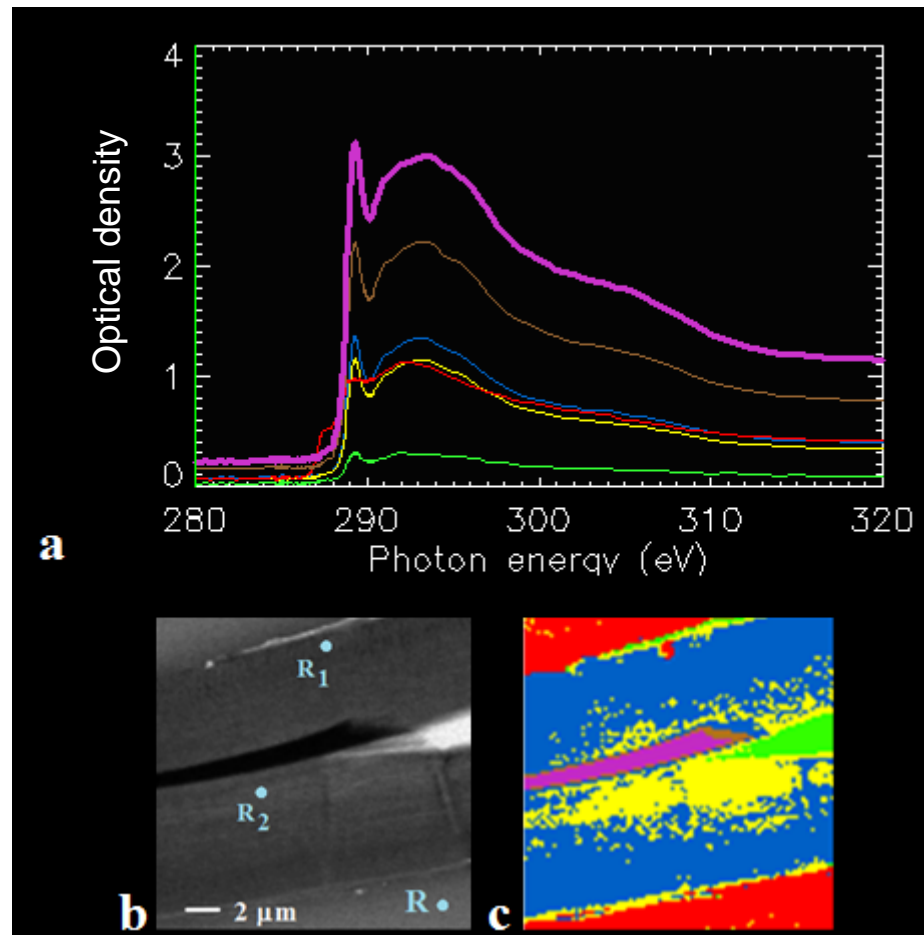 4
3
2
1
0
Optical density
280 290 300 310 320
Photon energy (eV)
a
R1
R2
R
2 μm
b
c